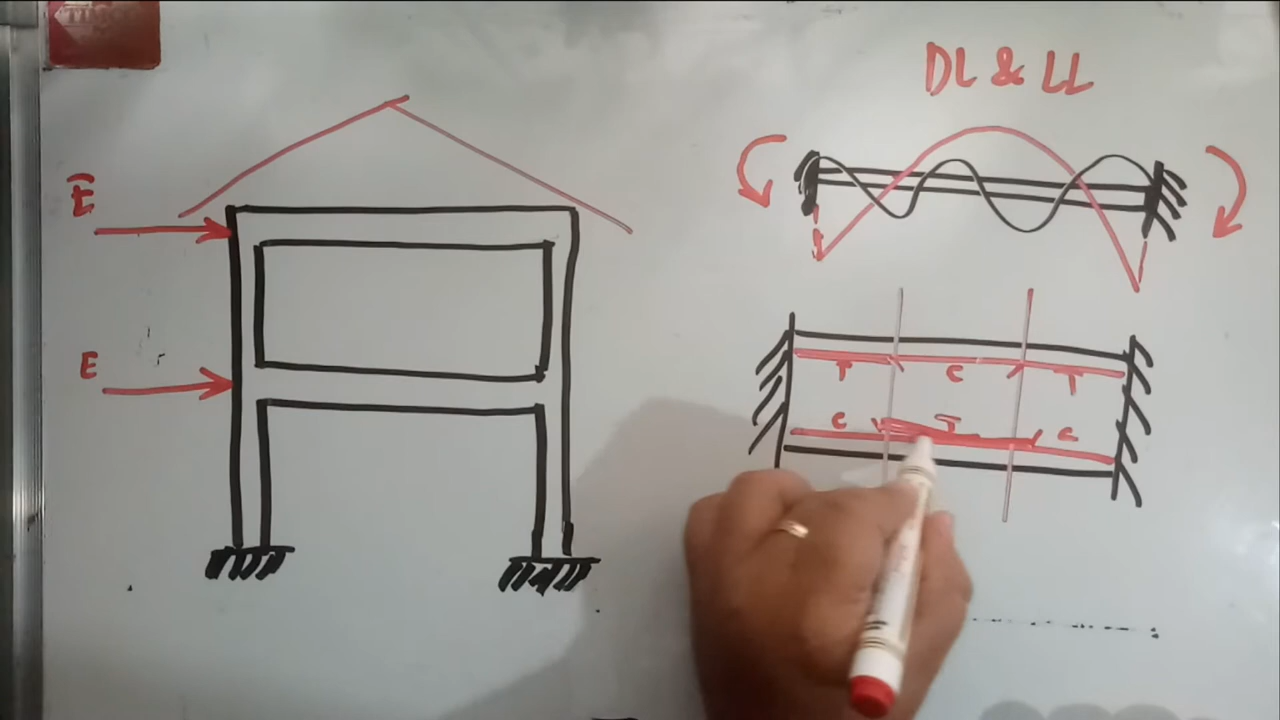 DL & LL
E
E
T C T
C T C